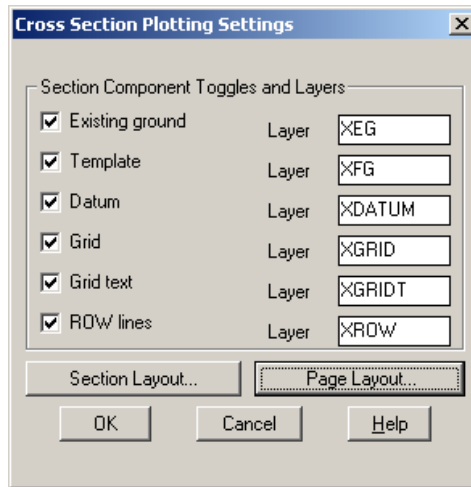 Cross Section Plotting Settings
Section Component Toggles and Layers
Existing ground Layer XEG
Template Layer XFG
Datum Layer XDATUM
Grid Layer XGRID
Grid text Layer XGRIDT
ROW lines Layer XROW
Section Layout... Page Layout...
OK Cancel Help